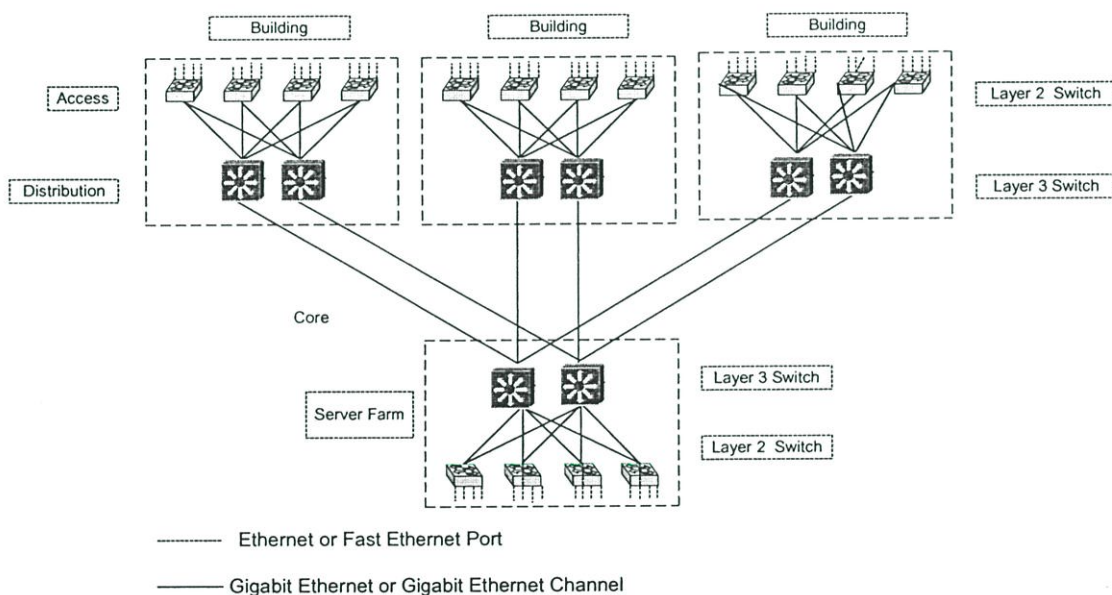 Building
Building
Building
Access
Layer 2 Switch
Distribution
Layer 3 Switch
Core
Layer 3 Switch
Server Farm
Layer 2 Switch
Ethernet or Fast Ethernet Port
Gigabit Ethernet or Gigabit Ethernet Channel